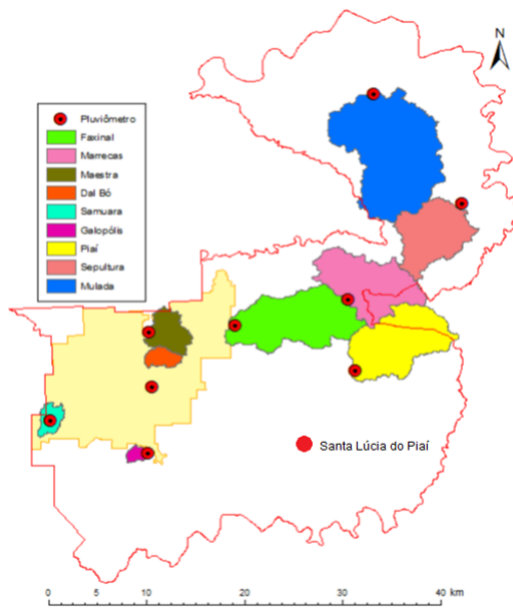 N
Pluviômetro
Faxinal
Marrecas
Maestra
Dal Bó
Samuara
Galopólis
Piaí
Sepultura
Mulada
Santa Lúcia do Piaí
0 10 20 30 40 km